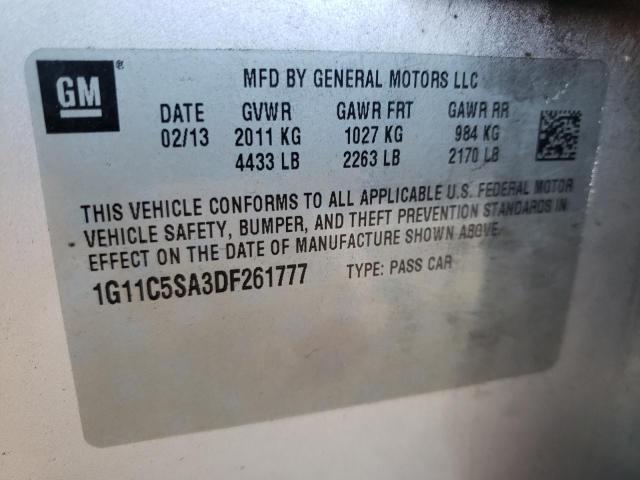 GM®
MFD BY GENERAL MOTORS LLC
DATE GVWR GAWR FRT GAWR RR
02/13 2011 KG 1027 KG 984 KG
4433 LB 2263 LB 2170 LB
THIS VEHICLE CONFORMS TO ALL APPLICABLE U.S. FEDERAL MOTOR
VEHICLE SAFETY, BUMPER, AND THEFT PREVENTION STANDARDS IN
EFFECT ON THE DATE OF MANUFACTURE SHOWN ABOVE.
1G11C5SA3DF261777 TYPE: PASS CAR